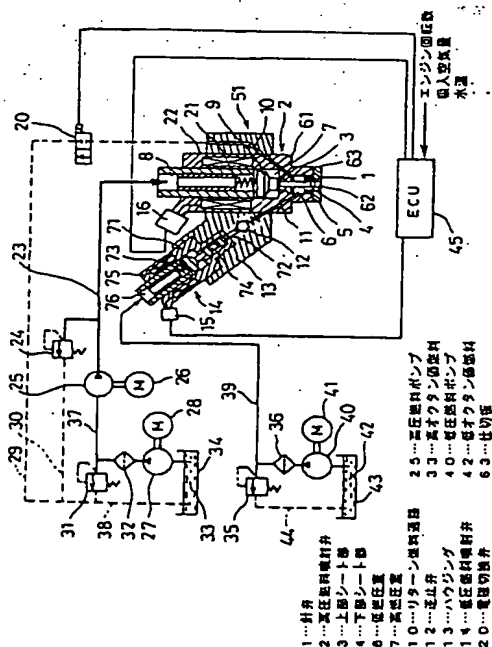 20
29
30
23
24
25
26
37
31
28
32
27
38
34
33
8
22
21
9
51
10
2
61
7
3
63
1
62
4
5
6
11
12
72
74
13
14
15
76
75
73
71
16
39
36
41
M
M
M
40
35
42
43
44
ECU
45
エンジン回転数
吸入空気量
水温
1…針弁
2…高圧燃料噴射弁
3…上部シート部
4…下部シート部
6…低燃圧室
7…高燃圧室
10…リターン燃料通路
12…逆止弁
13…ハウジング
14…低圧燃料噴射弁
20…電磁切換弁
25…高圧燃料ポンプ
33…高オクタン価燃料
40…低圧燃料ポンプ
42…低オクタン価燃料
63…仕切板